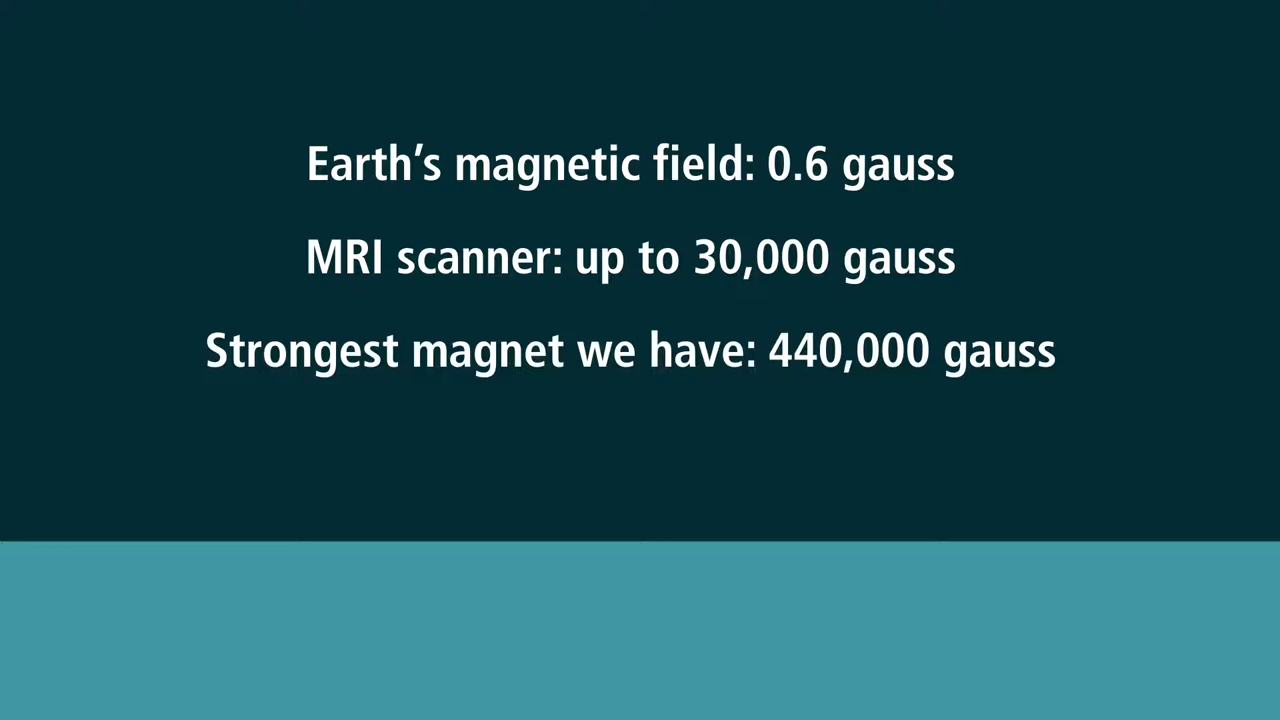 Earth’s magnetic field: 0.6 gauss
MRI scanner: up to 30,000 gauss
Strongest magnet we have: 440,000 gauss